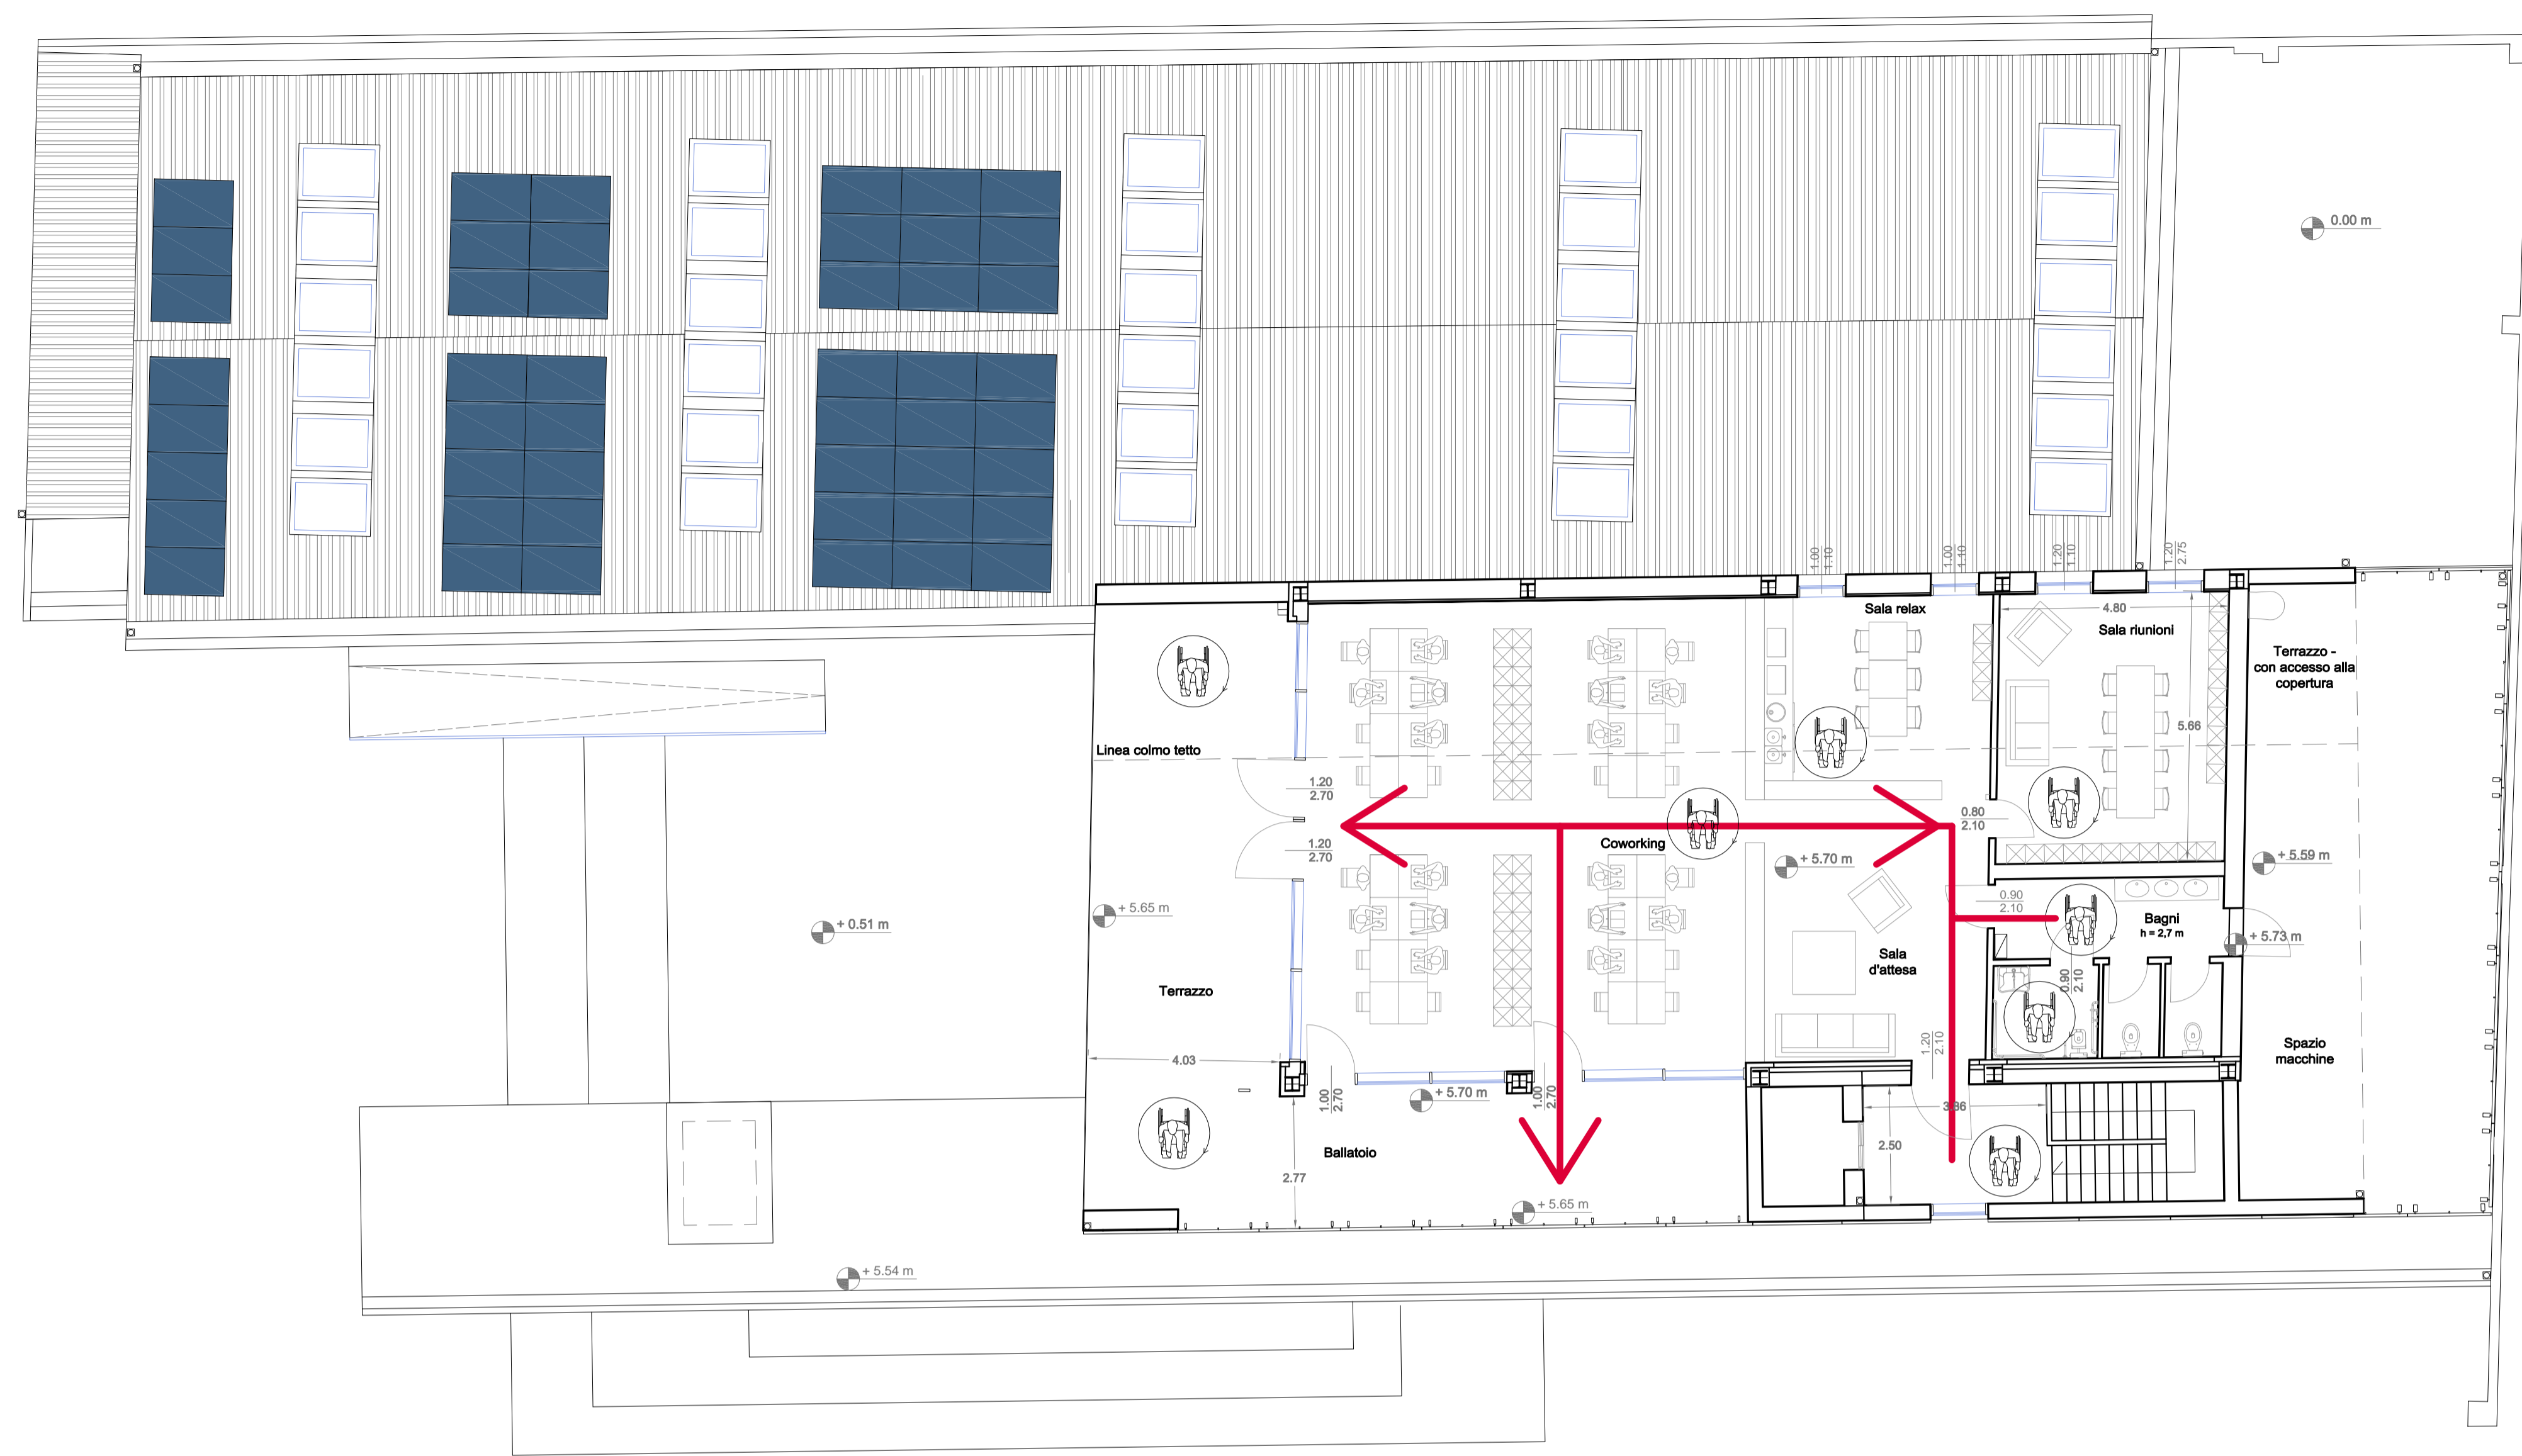 0.00 m
1.00
1.10
1.00
1.10
1.20
1.10
1.20
2.75
Sala relax
4.80
Sala riunioni
Terrazzo -
con accesso alla
copertura
5.66
Linea colmo tetto
1.20
2.70
0.80
2.10
1.20
2.70
Coworking
+ 5.70 m
+ 5.59 m
0.90
2.10
+ 5.65 m
+ 0.51 m
Bagni
h = 2,7 m
+ 5.73 m
Sala
d'attesa
0.90
2.10
Terrazzo
1.20
2.10
Spazio
macchine
4.03
1.00
2.70
+ 5.70 m
1.00
2.70
3.36
2.50
Ballatoio
2.77
+ 5.65 m
+ 5.54 m